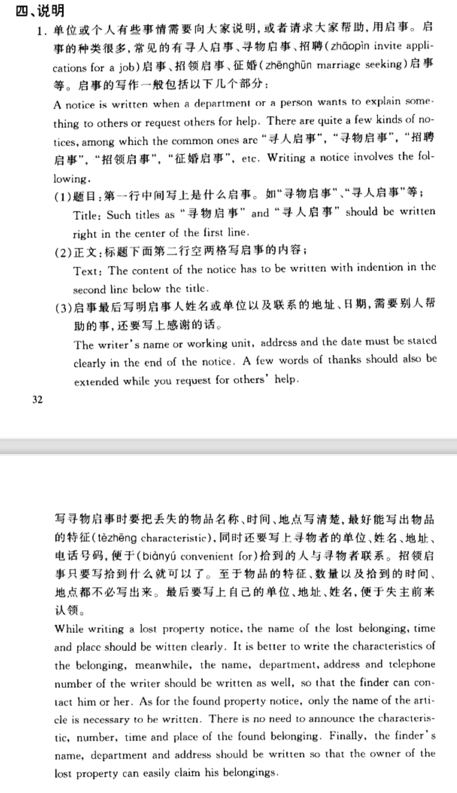 四、说明
1. 单位或个人有些事情需要向大家说明,或者请求大家帮助,用启事。启
事的种类很多,常见的有寻人启事、寻物启事、招聘(zhāopìn invite appli-
cations for a job)启事、招领启事、征婚(zhēnghūn marriage seeking)启事
等。启事的写作一般包括以下几个部分:
A notice is written when a department or a person wants to explain some-
thing to others or request others for help. There are quite a few kinds of no-
tices, among which the common ones are “寻人启事”, “寻物启事”, “招聘
启事”, “招领启事”, “征婚启事”, etc. Writing a notice involves the fol-
lowing.
(1)题目:第一行中间写上是什么启事。如“寻物启事”、“寻人启事”等;
Title: Such titles as “寻物启事” and “寻人启事” should be written
right in the center of the first line.
(2)正文:标题下面第二行空两格写启事的内容;
Text: The content of the notice has to be written with indention in the
second line below the title.
(3)启事最后写明启事人姓名或单位以及联系的地址、日期,需要别人帮
助的事,还要写上感谢的话。
The writer's name or working unit, address and the date must be stated
clearly in the end of the notice. A few words of thanks should also be
extended while you request for others' help.
32
写寻物启事时要把丢失的物品名称、时间、地点写清楚,最好能写出物品
的特征(tèzhēng characteristic),同时还要写上寻物者的单位、姓名、地址、
电话号码,便于(biànyú convenient for)拾到的人与寻物者联系。招领启
事只要写拾到什么就可以了。至于物品的特征、数量以及拾到的时间、
地点都不必写出来。最后要写上自己的单位、地址、姓名,便于失主前来
认领。
While writing a lost property notice, the name of the lost belonging, time
and place should be witten clearly. It is better to write the characteristics of
the belonging, meanwhile, the name, department, address and telephone
number of the writer should be written as well, so that the finder can con-
tact him or her. As for the found property notice, only the name of the arti-
cle is necessary to be written. There is no need to announce the characteris-
tic, number, time and place of the found belonging. Finally, the finder's
name, department and address should be written so that the owner of the
lost property can easily claim his belongings.